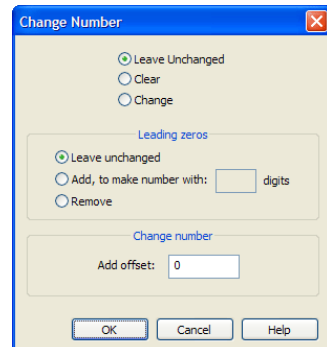 Change Number
Leave Unchanged
Clear
Change
Leading zeros
Leave unchanged
Add, to make number with: digits
Remove
Change number
Add offset: 0
OK Cancel Help